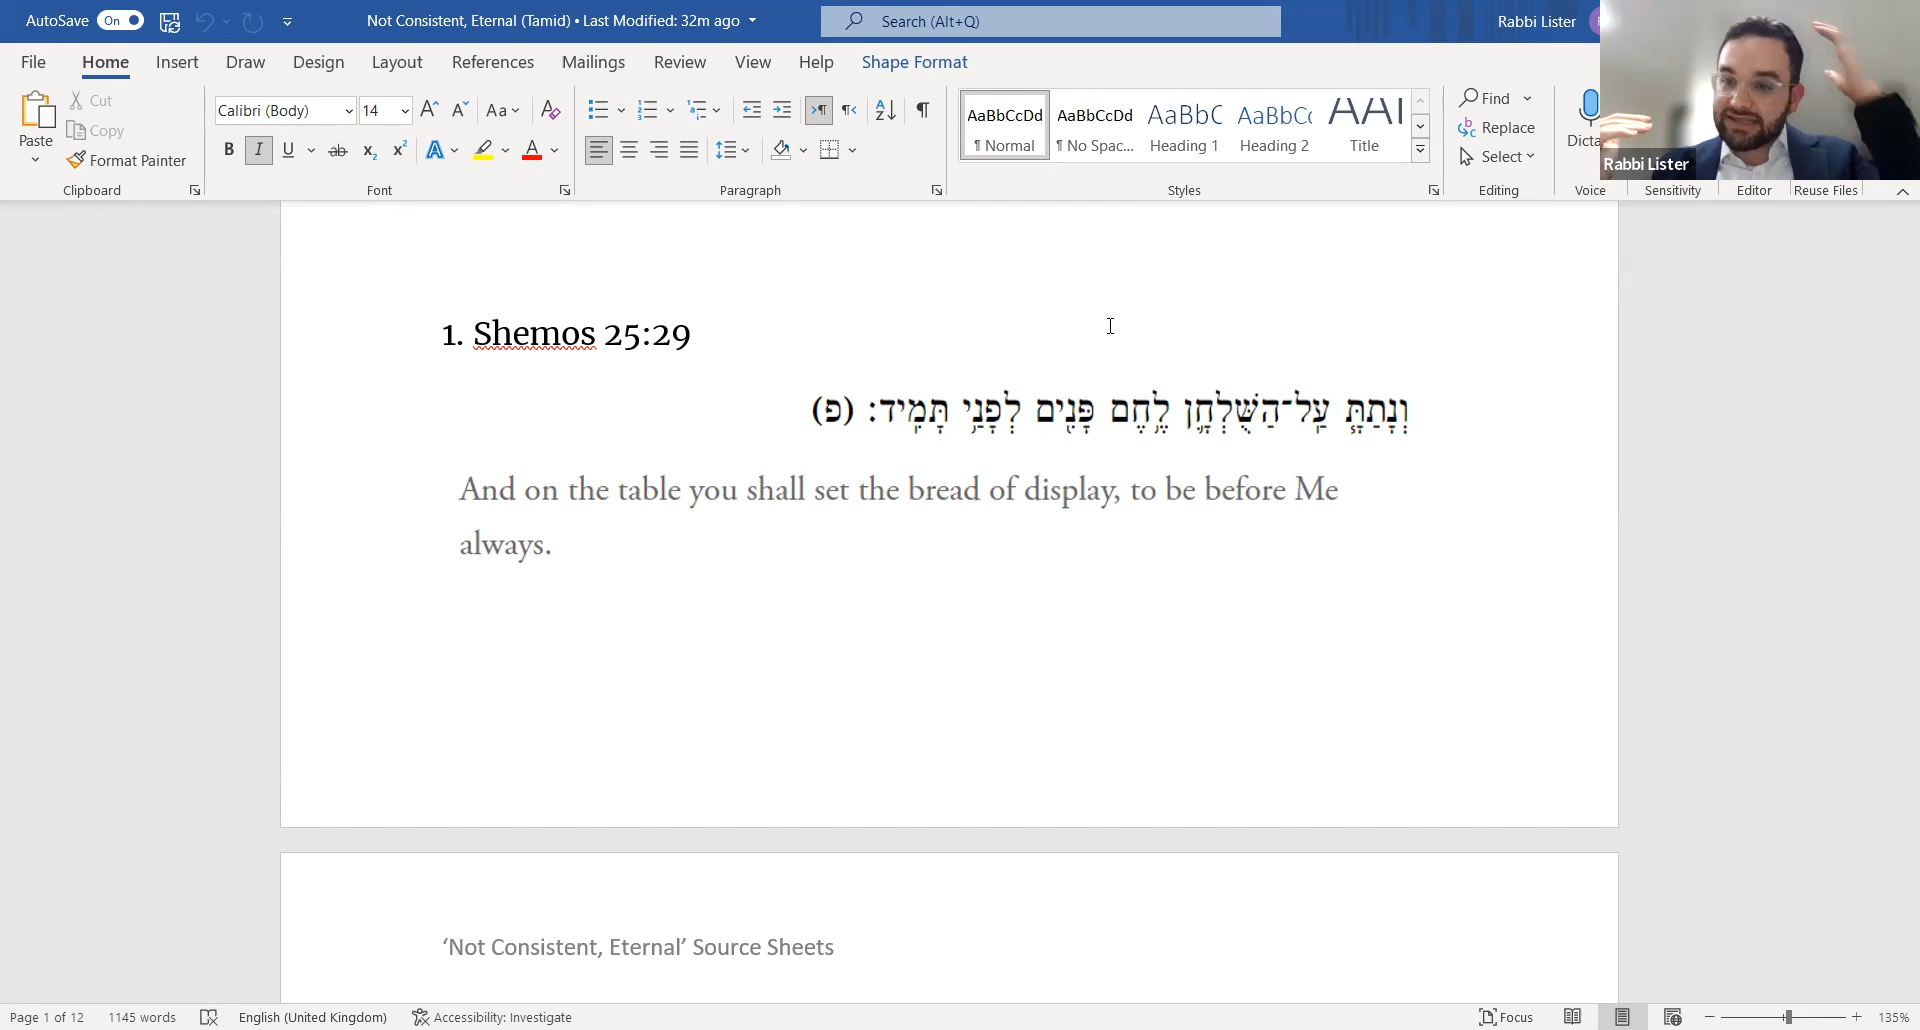 AutoSave On Not Consistent, Eternal (Tamid) • Last Modified: 32m ago Search (Alt+Q) Rabbi Lister
File Home Insert Draw Design Layout References Mailings Review View Help Shape Format
Paste
Cut
Copy
Format Painter
Clipboard
Calibri (Body) 14
Font
Paragraph
AaBbCcDd AaBbCcDd AaBbC AaBbCc AAI
¶ Normal ¶ No Spac... Heading 1 Heading 2 Title
Styles
Find
Replace
Select
Editing
Dicta
Voice Sensitivity Editor Reuse Files
Rabbi Lister
1. Shemos 25:29
וְנָתַתָּ֧ עַֽל־הַשֻּׁלְחָ֛ן לֶ֥חֶם פָּנִ֖ים לְפָנַ֥י תָּמִֽיד׃ (פ)
And on the table you shall set the bread of display, to be before Me
always.
‘Not Consistent, Eternal’ Source Sheets
Page 1 of 12 1145 words English (United Kingdom) Accessibility: Investigate Focus 135%